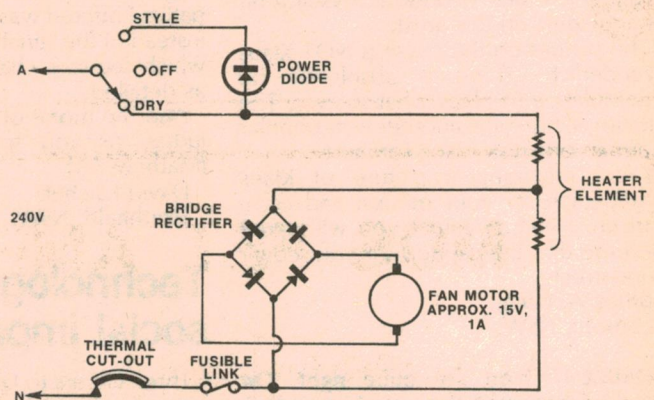 STYLE
A
OFF
DRY
POWER
DIODE
HEATER
ELEMENT
240V
BRIDGE
RECTIFIER
FAN MOTOR
APPROX. 15V,
1A
THERMAL
CUT-OUT
FUSIBLE
LINK
N